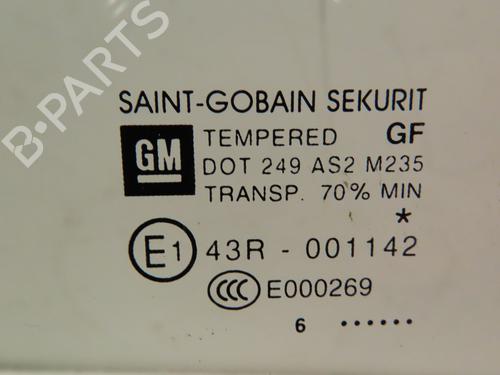 B-PARTS
SAINT-GOBAIN SEKURIT
GM
TEMPERED GF
DOT 249 AS2 M235
TRANSP. 70% MIN
*
E1 43R - 001142
CCC E000269
6 ......